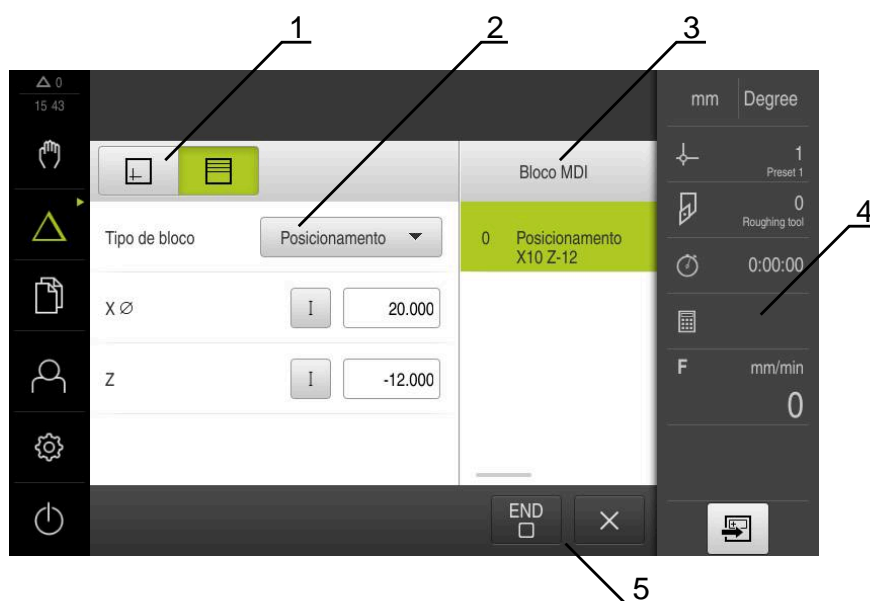 1
2
3
0
15 43
mm Degree
1
Preset 1
Bloco MDI
0
Roughing tool
4
Tipo de bloco
Posicionamento
0 Posicionamento
X10 Z-12
0:00:00
X Ø
I
20.000
Z
I
-12.000
F
mm/min
0
END
5